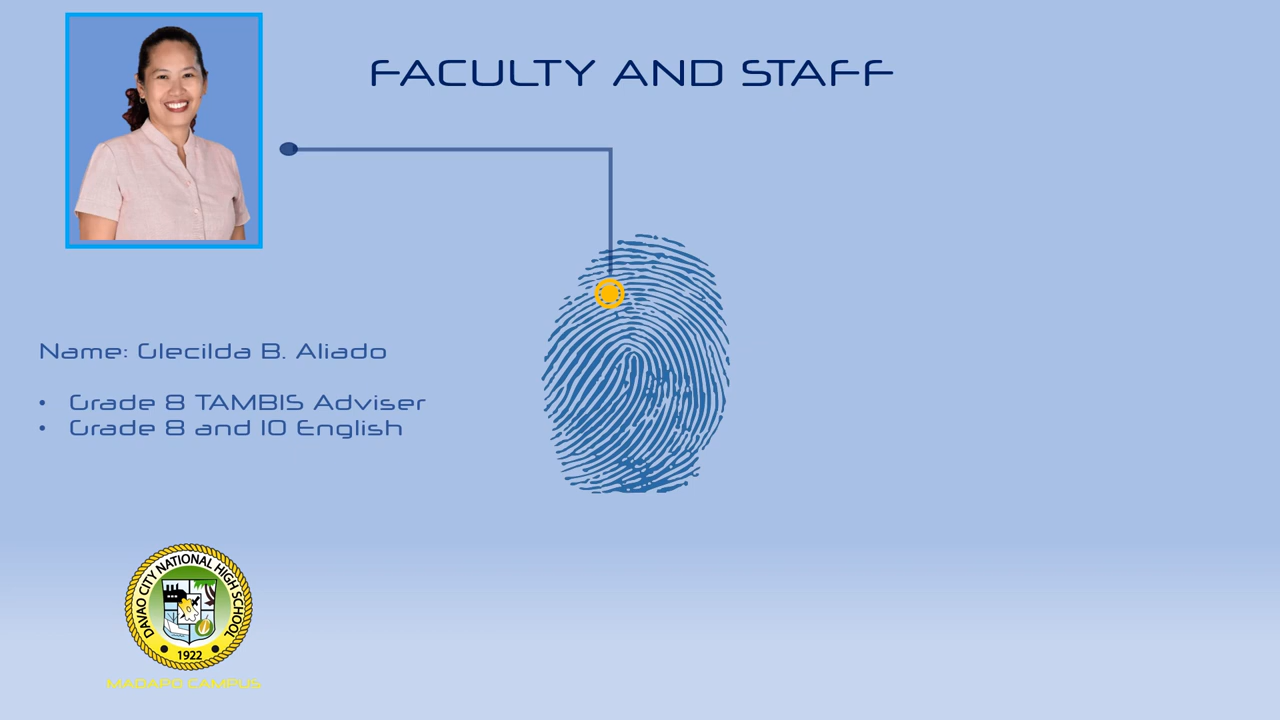 FACULTY AND STAFF
Name: Glecilda B. Aliado
• Grade 8 TAMBIS Adviser
• Grade 8 and 10 English
DAVAO CITY NATIONAL HIGH SCHOOL
1922
MADAPO CAMPUS